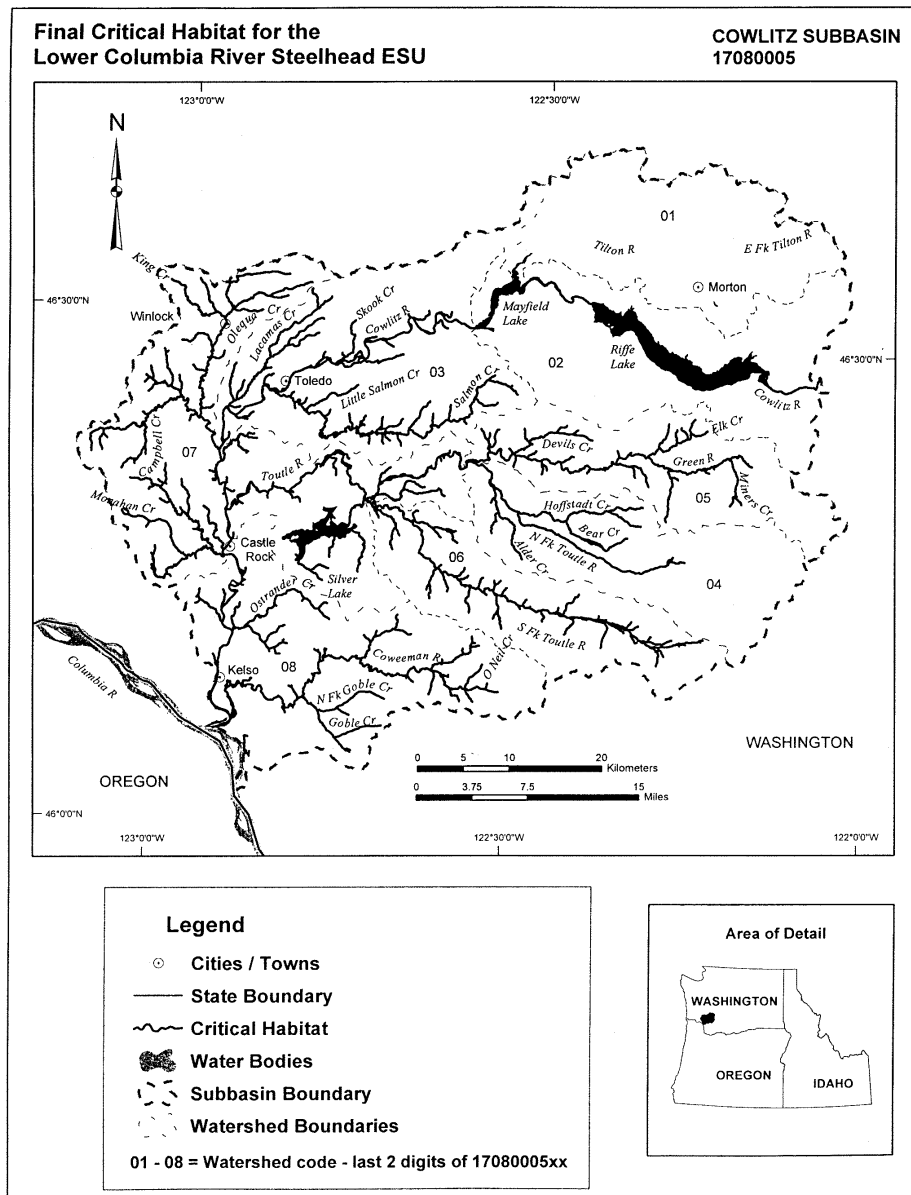 Final Critical Habitat for the
Lower Columbia River Steelhead ESU
COWLITZ SUBBASIN
17080005
123°0'0"W
122°30'0"W
N
01
Tilton R
E Fk Tilton R
King Cr
46°30'0"N
Morton
Winlock
Olequa Cr
Lacamas Cr
Skook Cr
Cowlitz R
Mayfield
Lake
Riffe
Lake
46°30'0"N
02
Toledo
03
Little Salmon Cr
Salmon Cr
Cowlitz R
Campbell Cr
07
Devils Cr
Elk Cr
Toutle R
Green R
Miners Cr
05
Monahan Cr
Hoffstadt Cr
Bear Cr
Castle
Rock
N Fk Toutle R
Alder Cr
06
04
Silver
Lake
Ostrander Cr
S Fk Toutle R
O Neil Cr
Columbia R
Kelso
08
Coweeman R
N Fk Goble Cr
Goble Cr
WASHINGTON
OREGON
0 5 10 20
Kilometers
0 3.75 7.5 15
Miles
46°0'0"N
123°0'0"W
122°30'0"W
122°0'0"W
Legend
Cities / Towns
State Boundary
Critical Habitat
Water Bodies
Subbasin Boundary
Watershed Boundaries
01 - 08 = Watershed code - last 2 digits of 17080005xx
Area of Detail
WASHINGTON
OREGON
IDAHO